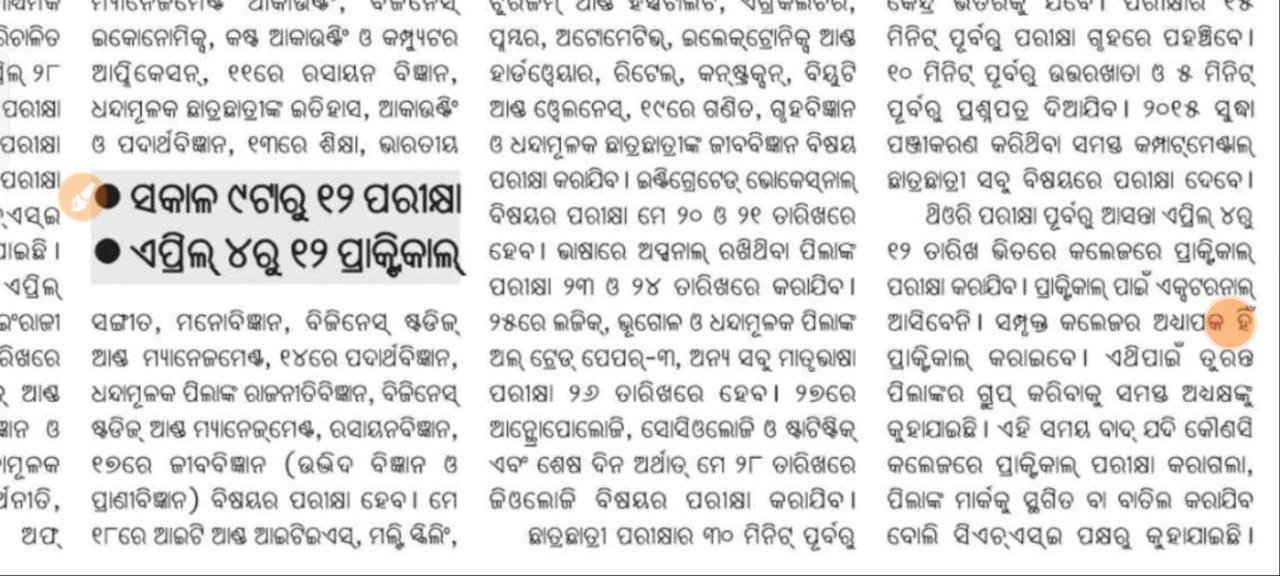 ଇକୋନୋମିକ୍ସ, କଷ୍ଟ ଆକାଉଣ୍ଟିଂ ଓ କମ୍ପ୍ୟୁଟର
ଆପ୍ଲିକେସନ୍, ୧୧ରେ ରସାୟନ ବିଜ୍ଞାନ,
ଧନ୍ଦାମୂଳକ ଛାତ୍ରଛାତ୍ରୀଙ୍କ ଇତିହାସ, ଆକାଉଣ୍ଟିଂ
ଓ ପଦାର୍ଥବିଜ୍ଞାନ, ୧୩ରେ ଶିକ୍ଷା, ଭାରତୀୟ
● ସକାଳ ୯ଟାରୁ ୧୨ ପରୀକ୍ଷା
● ଏପ୍ରିଲ୍ ୪ରୁ ୧୨ ପ୍ରାକ୍ଟିକାଲ୍
ସଙ୍ଗୀତ, ମନୋବିଜ୍ଞାନ, ବିଜିନେସ୍ ଷ୍ଟଡିଜ୍
ଆଣ୍ଡ ମ୍ୟାନେଜମେଣ୍ଟ, ୧୪ରେ ପଦାର୍ଥବିଜ୍ଞାନ,
ଧନ୍ଦାମୂଳକ ପିଲାଙ୍କ ରାଜନୀତିବିଜ୍ଞାନ, ବିଜିନେସ୍
ଷ୍ଟଡିଜ୍ ଆଣ୍ଡ ମ୍ୟାନେଜ୍‌ମେଣ୍ଟ, ରସାୟନବିଜ୍ଞାନ,
୧୭ରେ ଜୀବବିଜ୍ଞାନ (ଉଦ୍ଭିଦ ବିଜ୍ଞାନ ଓ
ପ୍ରାଣୀବିଜ୍ଞାନ) ବିଷୟର ପରୀକ୍ଷା ହେବ। ମେ
୧୮ରେ ଆଇଟି ଆଣ୍ଡ ଆଇଟିଇଏସ୍, ମଲ୍ଟି ସ୍କିଲିଂ,
ପ୍ଲମ୍ବର, ଅଟୋମେଟିଭ୍, ଇଲେକ୍‌ଟ୍ରୋନିକ୍ସ ଆଣ୍ଡ
ହାର୍ଡୱେୟାର, ରିଟେଲ୍, କନ୍‌ଷ୍ଟ୍ରକ୍ସନ୍, ବିୟୁଟି
ଆଣ୍ଡ ୱେଲନେସ୍, ୧୯ରେ ଗଣିତ, ଗୃହବିଜ୍ଞାନ
ଓ ଧନ୍ଦାମୂଳକ ଛାତ୍ରଛାତ୍ରୀଙ୍କ ଜୀବବିଜ୍ଞାନ ବିଷୟ
ପରୀକ୍ଷା କରାଯିବ। ଇଣ୍ଟିଗ୍ରେଟେଡ୍ ଭୋକେସ୍‌ନାଲ୍
ବିଷୟର ପରୀକ୍ଷା ମେ ୨୦ ଓ ୨୧ ତାରିଖରେ
ହେବ। ଭାଷାରେ ଅପ୍ସନାଲ୍ ରଖିଥିବା ପିଲାଙ୍କ
ପରୀକ୍ଷା ୨୩ ଓ ୨୪ ତାରିଖରେ କରାଯିବ।
୨୫ରେ ଲଜିକ୍, ଭୂଗୋଳ ଓ ଧନ୍ଦାମୂଳକ ପିଲାଙ୍କ
ଅଲ୍ ଟ୍ରେଡ୍ ପେପର୍-୩, ଅନ୍ୟ ସବୁ ମାତୃଭାଷା
ପରୀକ୍ଷା ୨୬ ତାରିଖରେ ହେବ। ୨୭ରେ
ଆନ୍ଥ୍ରୋପୋଲୋଜି, ସୋସିଓଲୋଜି ଓ ଷ୍ଟାଟିଷ୍ଟିକ୍
ଏବଂ ଶେଷ ଦିନ ଅର୍ଥାତ୍ ମେ ୨୮ ତାରିଖରେ
ଜିଓଲୋଜି ବିଷୟର ପରୀକ୍ଷା କରାଯିବ।
ଛାତ୍ରଛାତ୍ରୀ ପରୀକ୍ଷାର ୩୦ ମିନିଟ୍ ପୂର୍ବରୁ
ମିନିଟ୍ ପୂର୍ବରୁ ପରୀକ୍ଷା ଗୃହରେ ପହଞ୍ଚିବେ।
୧୦ ମିନିଟ୍ ପୂର୍ବରୁ ଉତ୍ତରଖାତା ଓ ୫ ମିନିଟ୍
ପୂର୍ବରୁ ପ୍ରଶ୍ନପତ୍ର ଦିଆଯିବ। ୨୦୧୫ ସୁଦ୍ଧା
ପଞ୍ଜୀକରଣ କରିଥିବା ସମସ୍ତ କମ୍ପାର୍ଟ୍‌ମେଣ୍ଟାଲ୍
ଛାତ୍ରଛାତ୍ରୀ ସବୁ ବିଷୟରେ ପରୀକ୍ଷା ଦେବେ।
ଥିଓରି ପରୀକ୍ଷା ପୂର୍ବରୁ ଆସନ୍ତା ଏପ୍ରିଲ୍ ୪ରୁ
୧୨ ତାରିଖ ଭିତରେ କଲେଜରେ ପ୍ରାକ୍ଟିକାଲ୍
ପରୀକ୍ଷା କରାଯିବ। ପ୍ରାକ୍ଟିକାଲ୍ ପାଇଁ ଏକ୍ସଟରନାଲ୍
ଆସିବେନି। ସମ୍ପୃକ୍ତ କଲେଜର ଅଧ୍ୟାପକ ହିଁ
ପ୍ରାକ୍ଟିକାଲ୍ କରାଇବେ। ଏଥିପାଇଁ ତୁରନ୍ତ
ପିଲାଙ୍କର ଗ୍ରୁପ୍ କରିବାକୁ ସମସ୍ତ ଅଧ୍ୟକ୍ଷଙ୍କୁ
କୁହାଯାଇଛି। ଏହି ସମୟ ବାଦ୍ ଯଦି କୌଣସି
କଲେଜରେ ପ୍ରାକ୍ଟିକାଲ୍ ପରୀକ୍ଷା କରାଗଲା,
ପିଲାଙ୍କ ମାର୍କକୁ ସ୍ଥଗିତ ବା ବାତିଲ କରାଯିବ
ବୋଲି ସିଏଚ୍‌ଏସ୍‌ଇ ପକ୍ଷରୁ କୁହାଯାଇଛି।